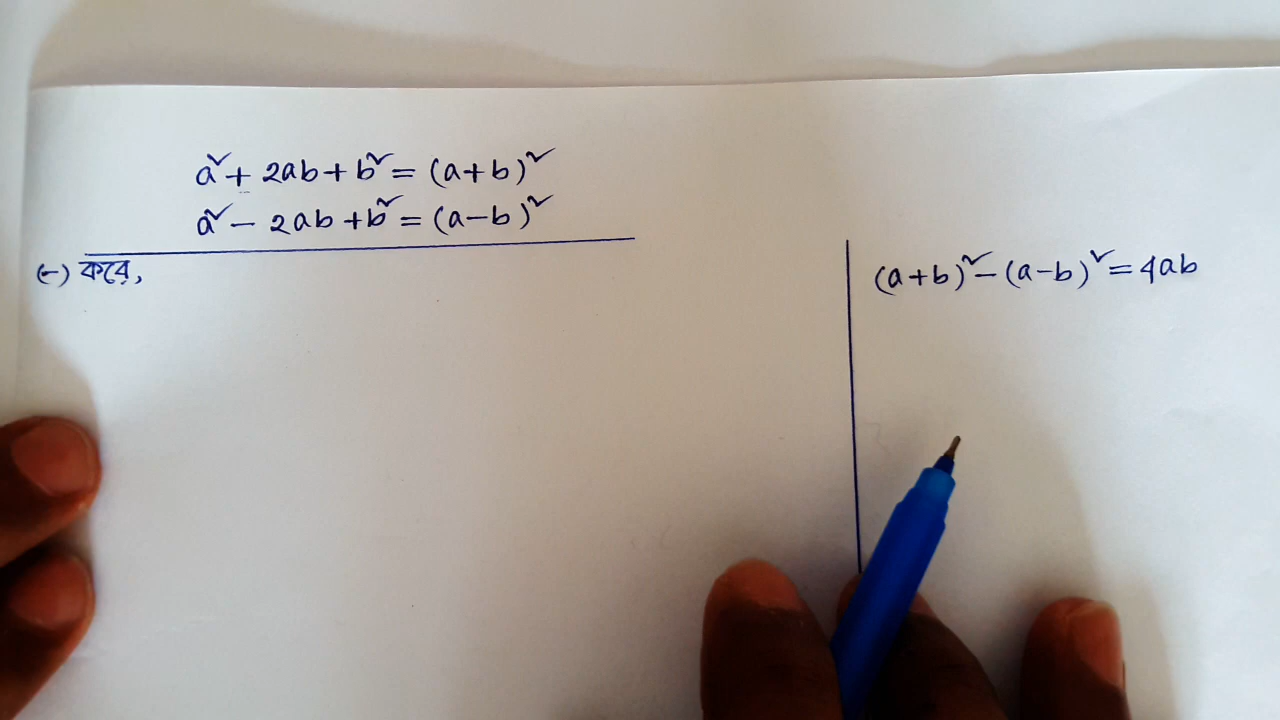 a² + 2ab + b² = (a+b)²
a² - 2ab + b² = (a-b)²
(-) করে,
(a+b)² - (a-b)² = 4ab